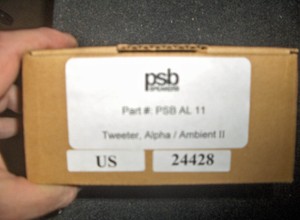 psb
SPEAKERS
Part #: PSB AL 11
Tweeter, Alpha / Ambient II
US
24428